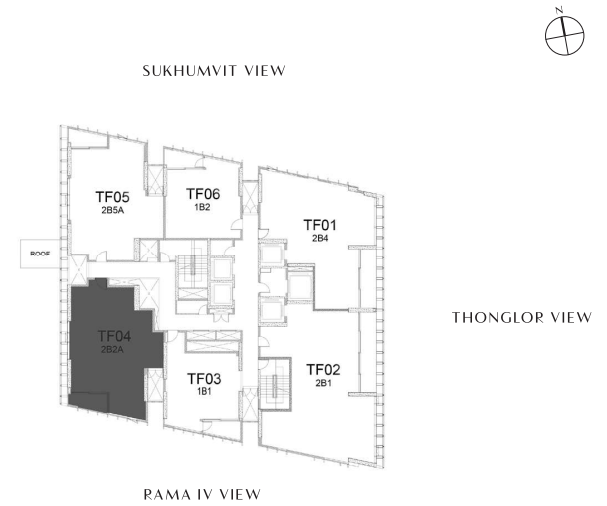 N
SUKHUMVIT VIEW
TF05
2B5A
TF06
1B2
TF01
2B4
ROOF
THONGLOR VIEW
TF04
2B2A
TF03
1B1
TF02
2B1
RAMA IV VIEW